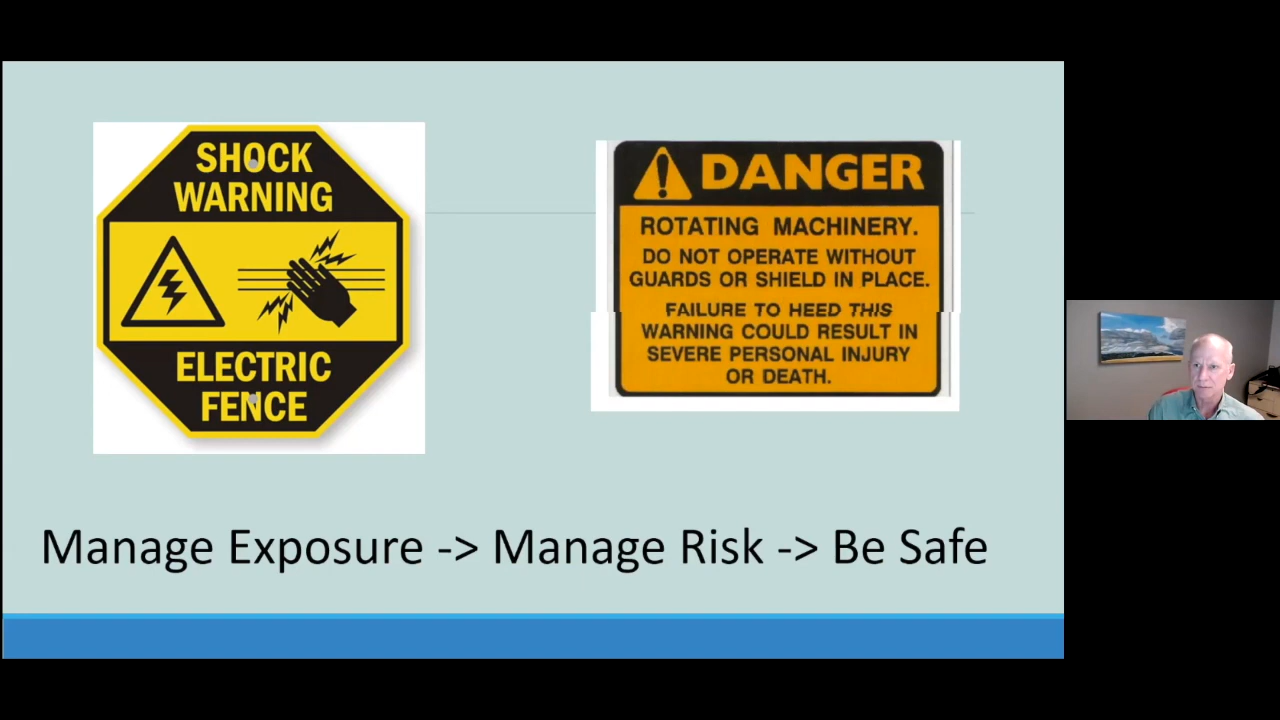 SHOCK
WARNING
ELECTRIC
FENCE
DANGER
ROTATING MACHINERY.
DO NOT OPERATE WITHOUT
GUARDS OR SHIELD IN PLACE.
FAILURE TO HEED THIS
WARNING COULD RESULT IN
SEVERE PERSONAL INJURY
OR DEATH.
Manage Exposure -> Manage Risk -> Be Safe